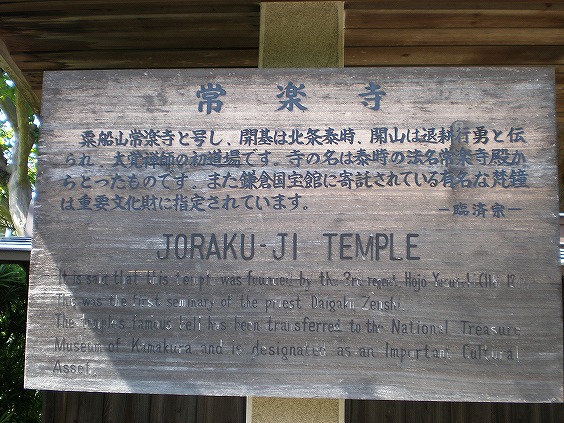 常楽寺
粟船山常楽寺と号し、開基は北条泰時、開山は退耕行勇と伝
られ、大覚禅師の初道場です。寺の名は泰時の法名常楽寺殿か
らとったものです。また鎌倉国宝館に寄託されている有名な梵鐘
は重要文化財に指定されています。
―臨済宗―
JORAKU-JI TEMPLE
It is said that this templ was founded by the 3rd regent, Hojo
This was the first seminary of the priest Daigaku Zenshi.
The temple's famous bell has been transferred to the National Treasure
Museum of Kamakura and is designated as an Important Cultural
Asset.